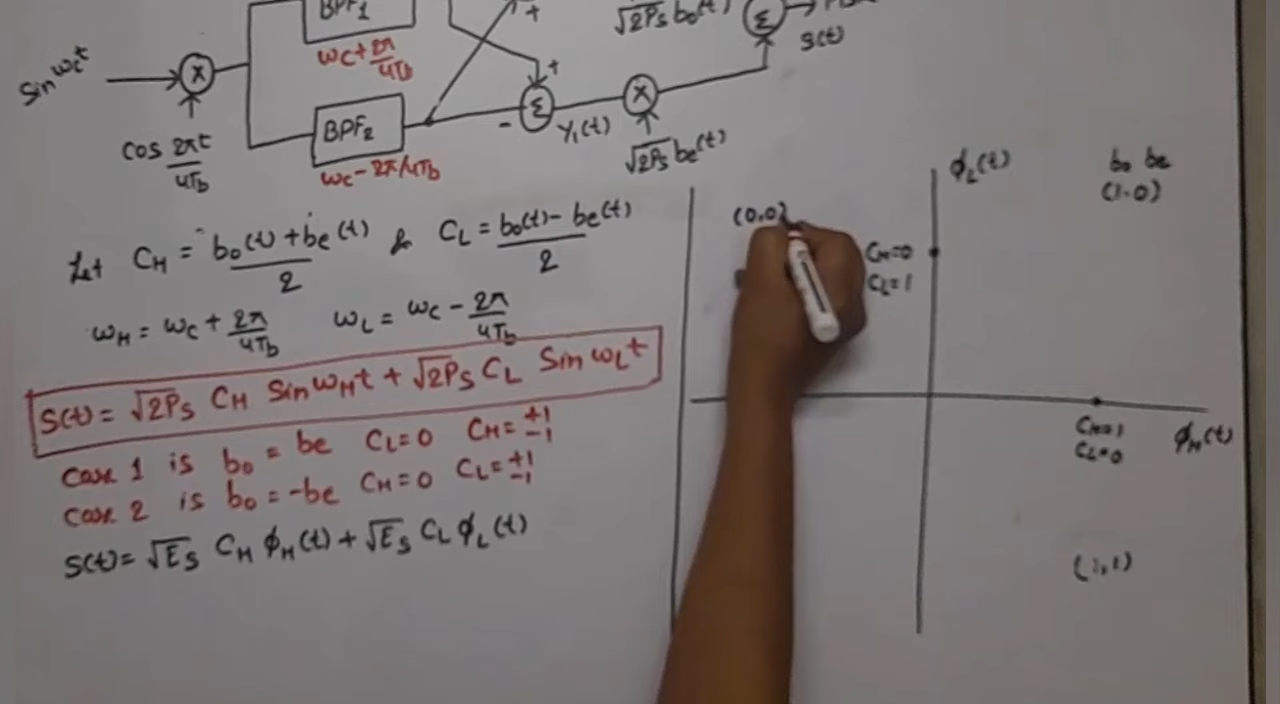 BPF₁
ωc + 2π/4Tb
+
√2Ps bo(t)
Σ
S(t)
Sin ωct
X
cos 2πt/4Tb
BPF₂
ωc - 2π/4Tb
+
-
Σ
y₁(t)
X
√2Ps be(t)
Let CH = bo(t) + be(t)/2 & CL = bo(t) - be(t)/2
ωH = ωc + 2π/4Tb ωL = ωc - 2π/4Tb
S(t) = √2Ps CH Sin ωHt + √2Ps CL Sin ωLt
case 1 is bo = be CL=0 CH = +1 -1
case 2 is bo = -be CH=0 CL = +1 -1
S(t) = √Es CH ϕH(t) + √Es CL ϕL(t)
ϕL(t)
bo be
(1,0)
(0,0)
CH=0
CL=1
CH=1
CL=0
ϕH(t)
(1,1)